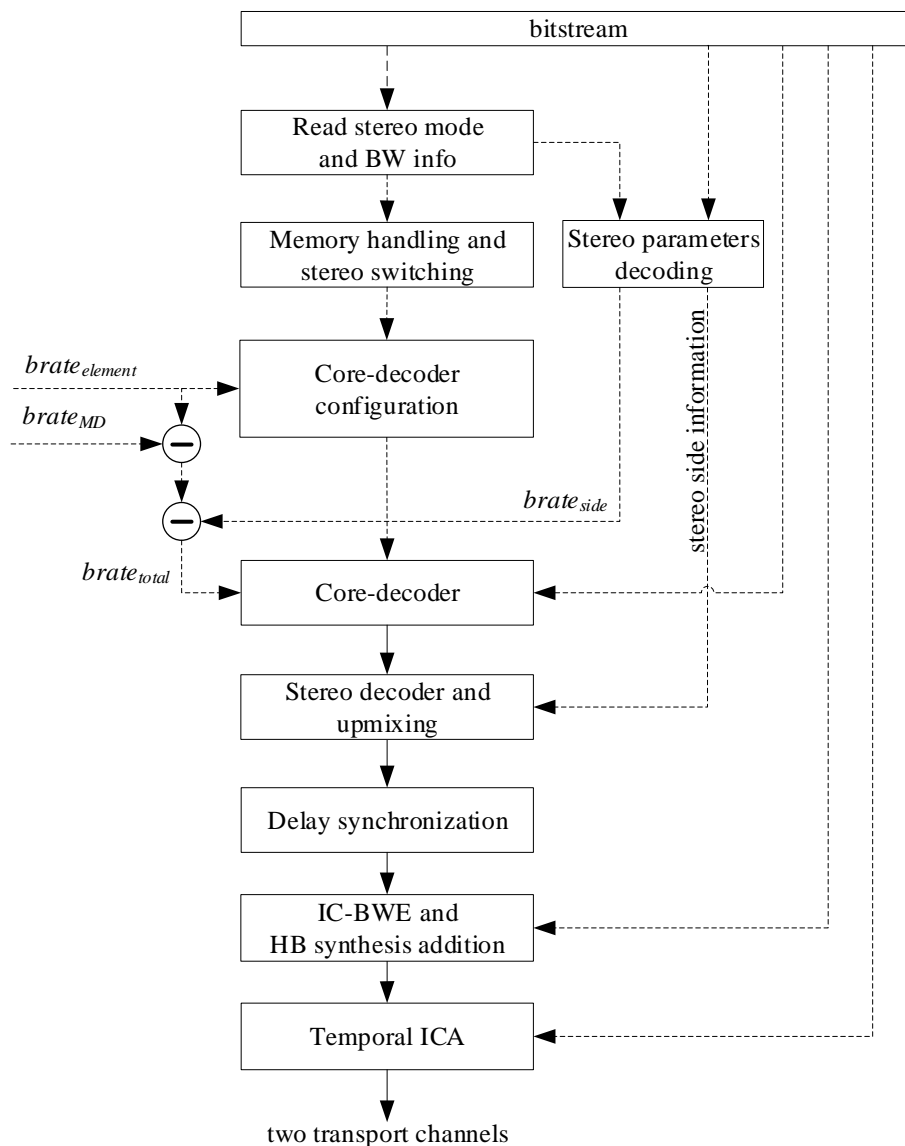 bitstream
Read stereo mode
and BW info
Memory handling and
stereo switching
Stereo parameters
decoding
brate_element
Core-decoder
configuration
brate_MD
stereo side information
brate_side
brate_total
Core-decoder
Stereo decoder and
upmixing
Delay synchronization
IC-BWE and
HB synthesis addition
Temporal ICA
two transport channels